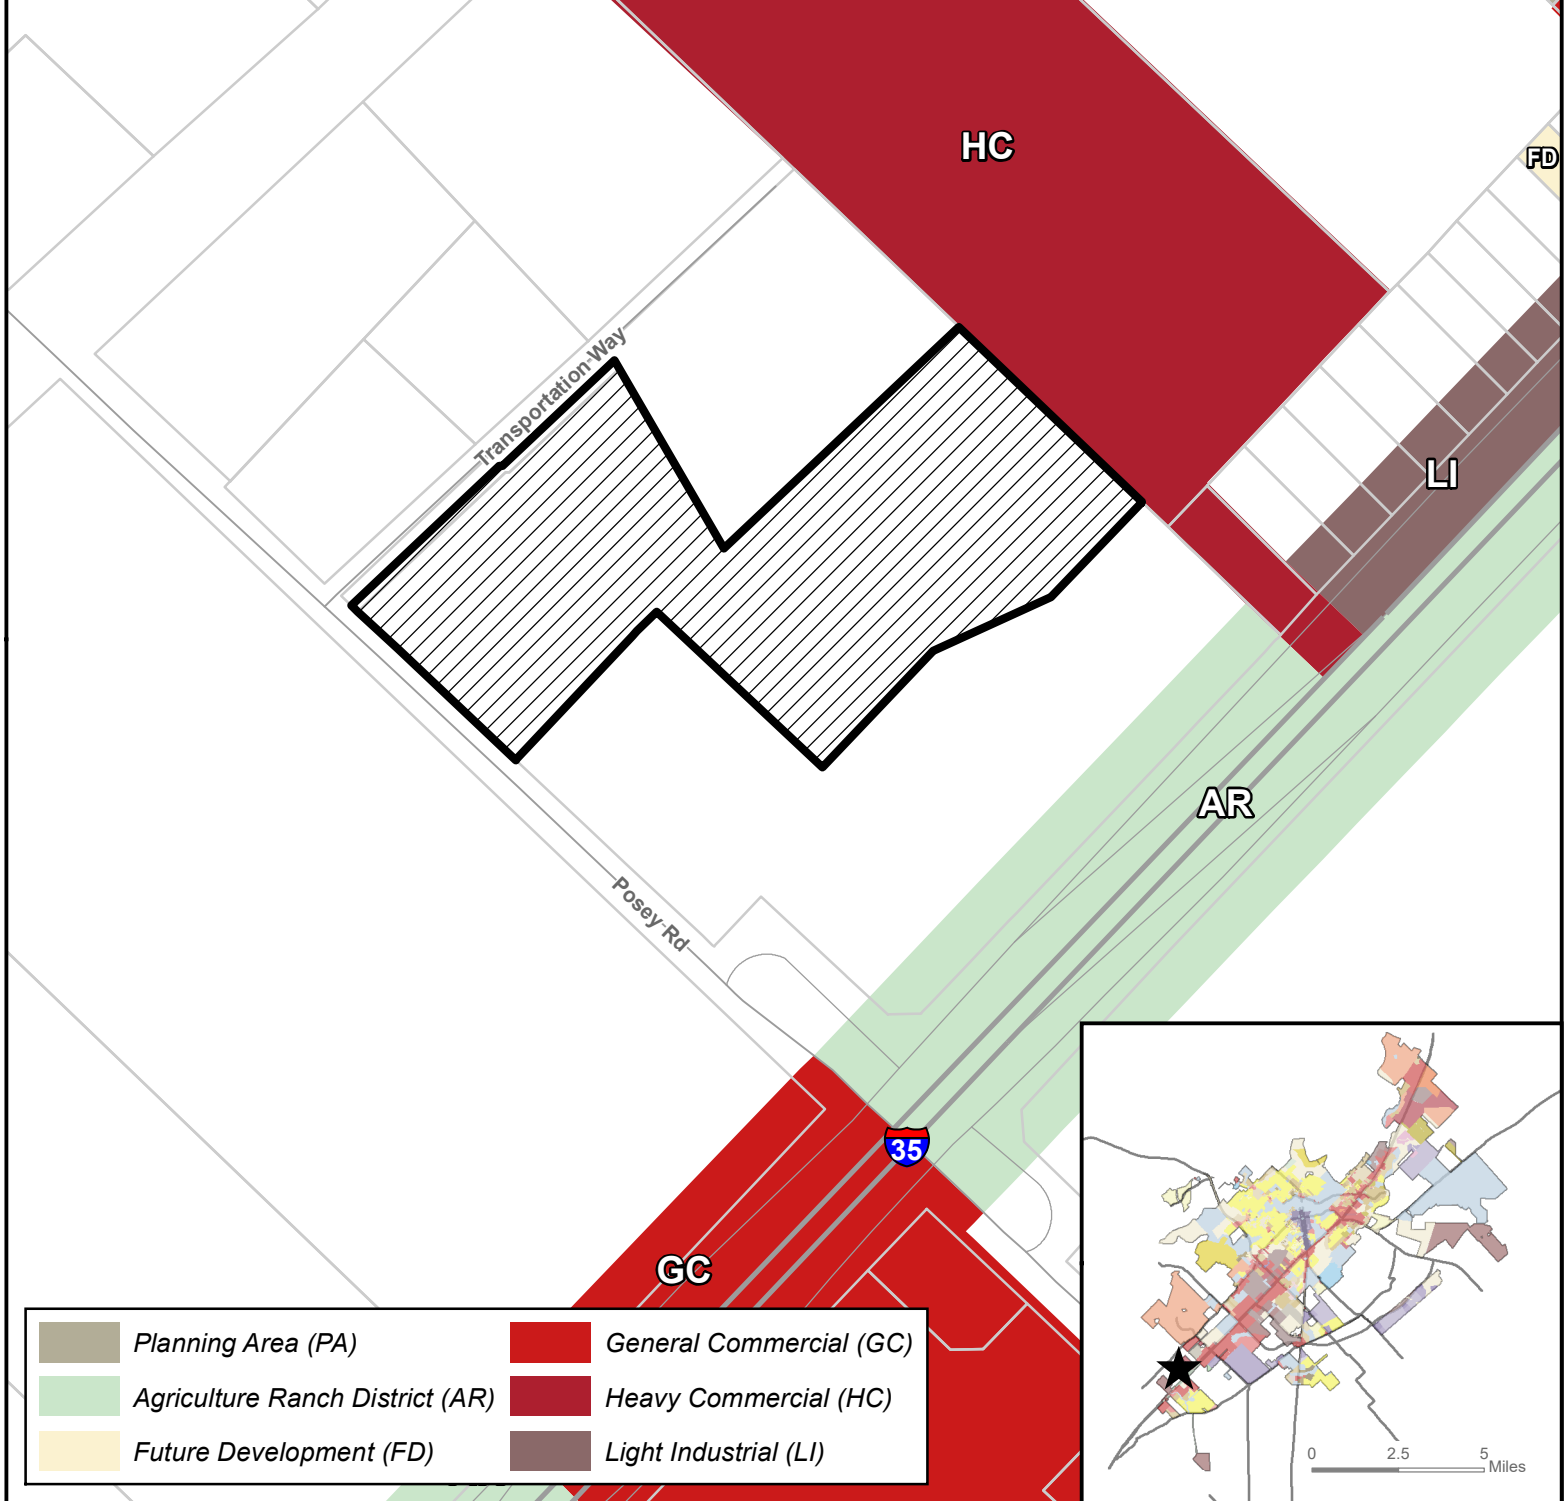 HC
FD
Transportation Way
LI
AR
Posey Rd
35
GC
Planning Area (PA)
Agriculture Ranch District (AR)
Future Development (FD)
General Commercial (GC)
Heavy Commercial (HC)
Light Industrial (LI)
0 2.5 5
Miles